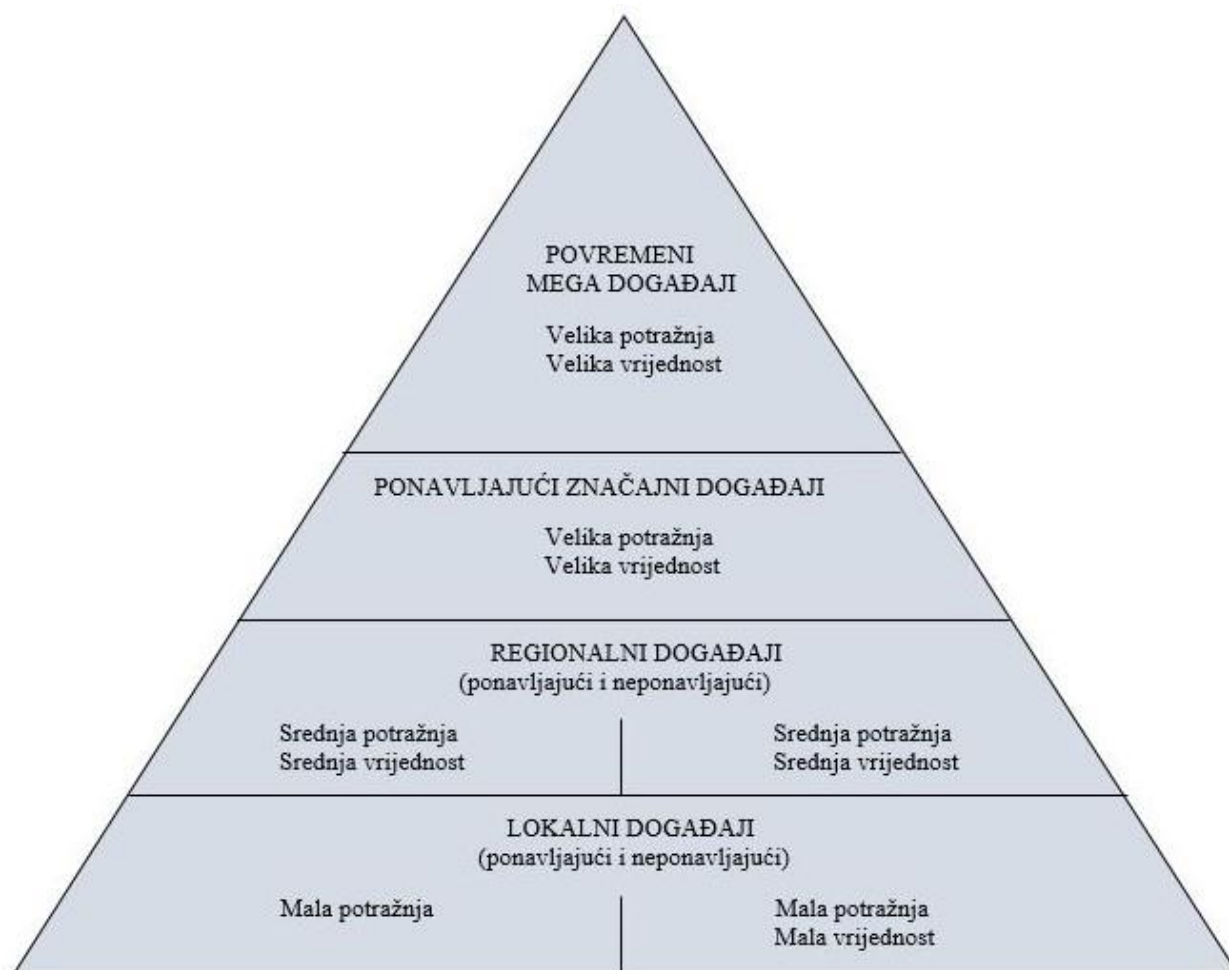 POVREMENI
MEGA DOGAĐAJI
Velika potražnja
Velika vrijednost
PONAVLJAJUĆI ZNAČAJNI DOGAĐAJI
Velika potražnja
Velika vrijednost
REGIONALNI DOGAĐAJI
(ponavljajući i neponavljajući)
Srednja potražnja
Srednja vrijednost
Srednja potražnja
Srednja vrijednost
LOKALNI DOGAĐAJI
(ponavljajući i neponavljajući)
Mala potražnja
Mala potražnja
Mala vrijednost